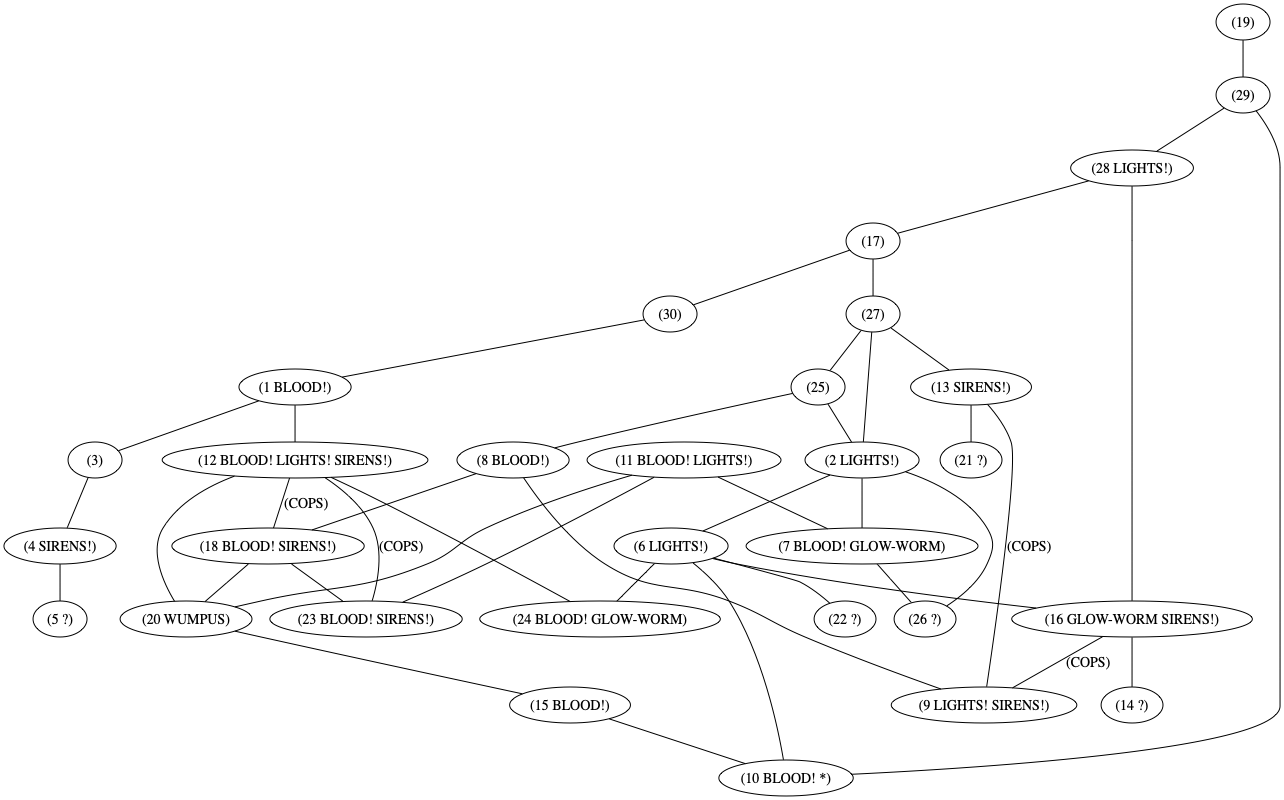 (19)
(29)
(28 LIGHTS!)
(17)
(30)
(27)
(1 BLOOD!)
(25)
(13 SIRENS!)
(3)
(12 BLOOD! LIGHTS! SIRENS!)
(8 BLOOD!)
(11 BLOOD! LIGHTS!)
(2 LIGHTS!)
(21 ?)
(COPS)
(4 SIRENS!)
(18 BLOOD! SIRENS!)
(COPS)
(6 LIGHTS!)
(7 BLOOD! GLOW-WORM)
(COPS)
(5 ?)
(20 WUMPUS)
(23 BLOOD! SIRENS!)
(24 BLOOD! GLOW-WORM)
(22 ?)
(26 ?)
(16 GLOW-WORM SIRENS!)
(COPS)
(15 BLOOD!)
(9 LIGHTS! SIRENS!)
(14 ?)
(10 BLOOD! *)